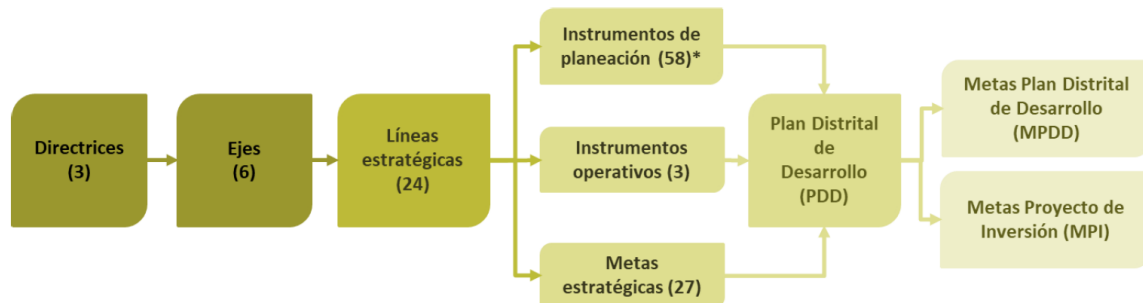 Directrices
(3)
Ejes
(6)
Líneas
estratégicas
(24)
Instrumentos de
planeación (58)*
Instrumentos
operativos (3)
Metas
estratégicas (27)
Plan Distrital
de
Desarrollo
(PDD)
Metas Plan Distrital
de Desarrollo
(MPDD)
Metas Proyecto de
Inversión (MPI)